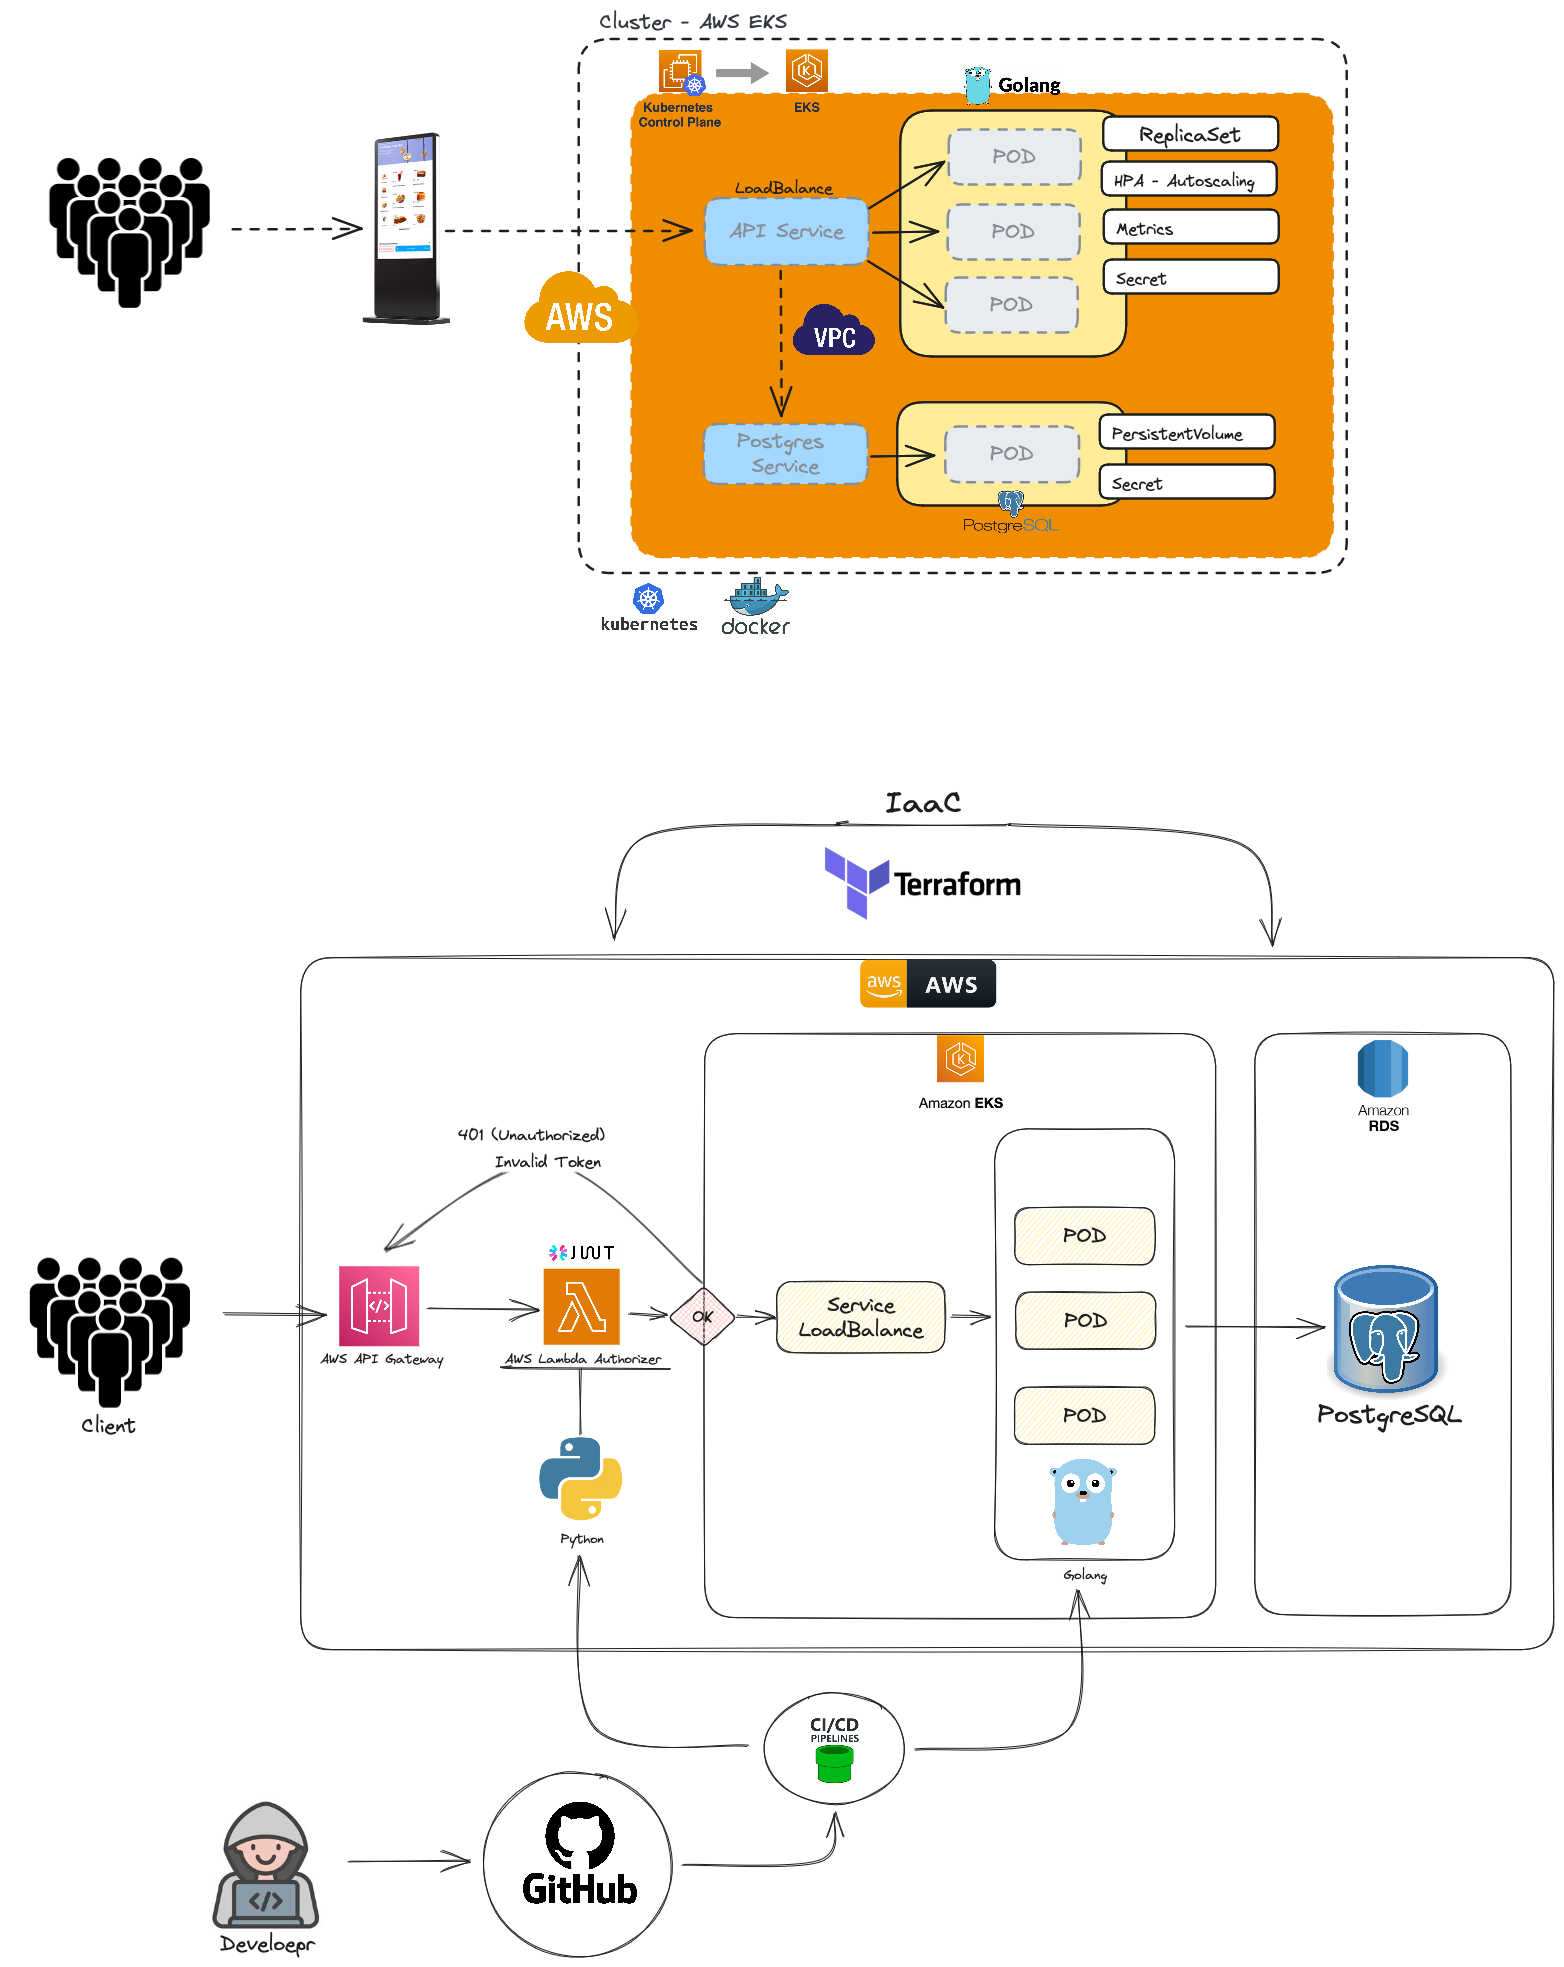 Cluster - AWS EKS
Kubernetes
Control Plane
EKS
Golang
POD
ReplicaSet
HPA - Autoscaling
LoadBalance
API Service
POD
Metrics
Secret
POD
AWS
VPC
Postgres
Service
POD
PersistentVolume
Secret
PostgreSQL
kubernetes
docker
IaaC
Terraform
aws
AWS
Amazon EKS
Amazon
RDS
401 (Unauthorized)
Invalid Token
JWT
POD
OK
Service
LoadBalance
POD
AWS API Gateway
AWS Lambda Authorizer
POD
PostgreSQL
Client
Python
Golang
CI/CD
PIPELINES
GitHub
Develoepr